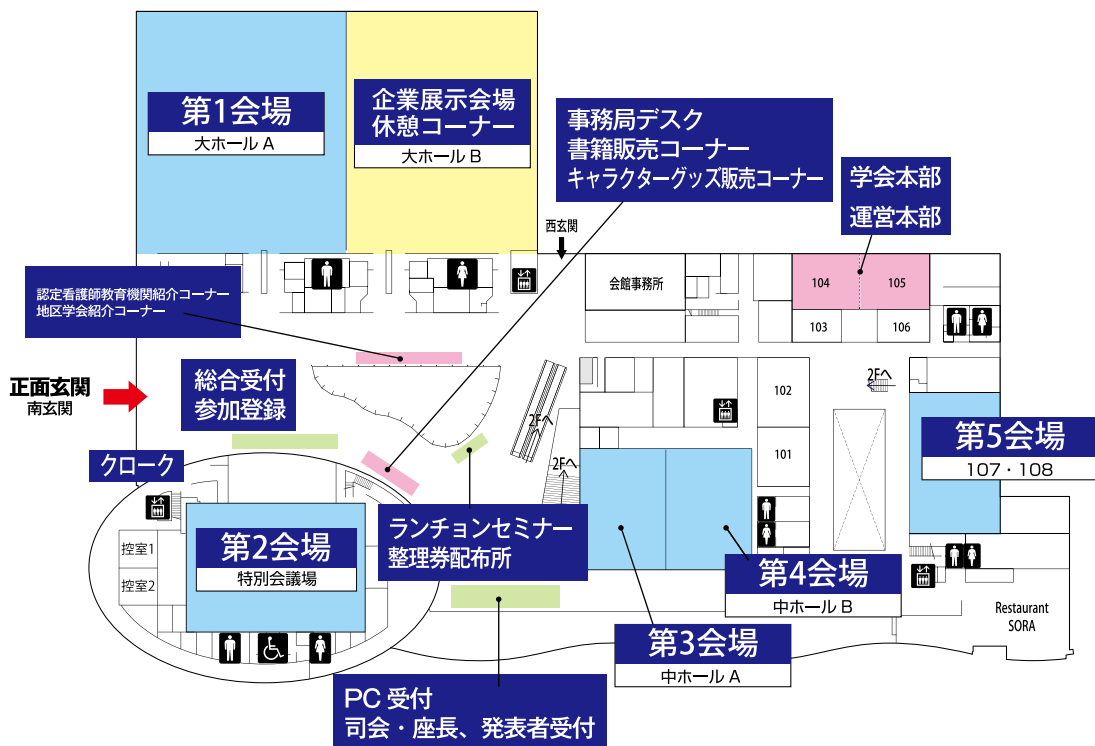 第1会場
大ホール A
企業展示会場
休憩コーナー
大ホール B
事務局デスク
書籍販売コーナー
キャラクターグッズ販売コーナー
学会本部
運営本部
西玄関
会館事務所
104
105
103
106
認定看護師教育機関紹介コーナー
地区学会紹介コーナー
正面玄関
南玄関
総合受付
参加登録
2Fへ
2Fへ
2Fへ
102
101
第5会場
107・108
クローク
第2会場
特別会議場
控室1
控室2
ランチョンセミナー
整理券配布所
第4会場
中ホール B
第3会場
中ホール A
Restaurant
SORA
PC 受付
司会・座長、発表者受付